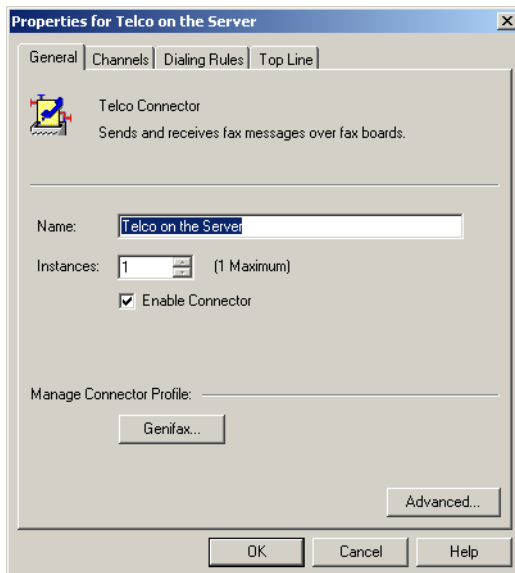 Properties for Telco on the Server
General Channels Dialing Rules Top Line
Telco Connector
Sends and receives fax messages over fax boards.
Name: Telco on the Server
Instances: 1 (1 Maximum)
Enable Connector
Manage Connector Profile:
Genifax...
Advanced...
OK Cancel Help